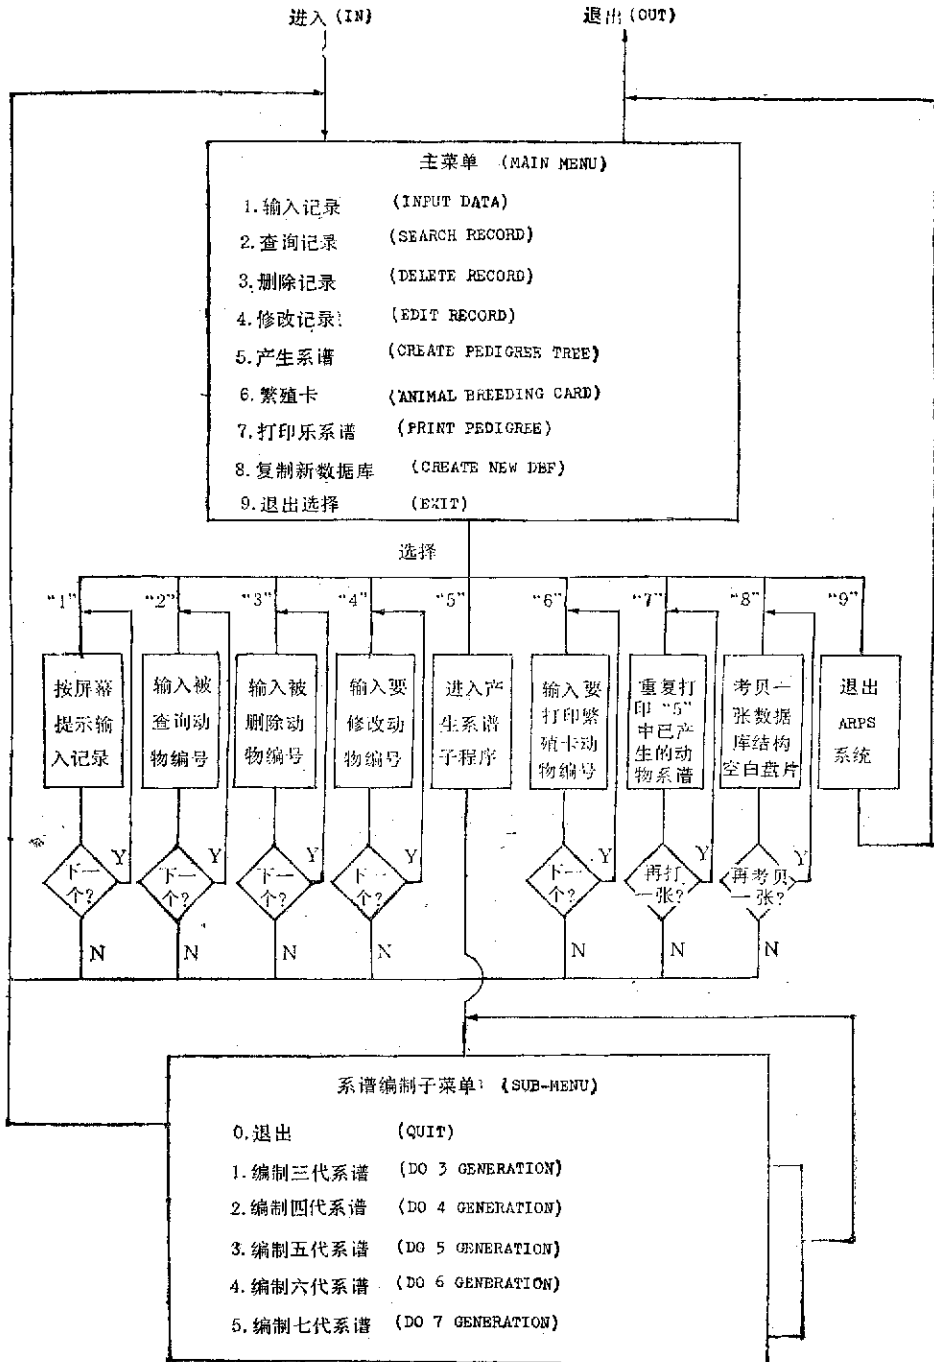 进入 (IN)
退出 (OUT)
主菜单 (MAIN MENU)
1.输入记录 (INPUT DATA)
2.查询记录 (SEARCH RECORD)
3.删除记录 (DELETE RECORD)
4.修改记录 (EDIT RECORD)
5.产生系谱 (CREATE PEDIGREE TREE)
6.繁殖卡 (ANIMAL BREEDING CARD)
7.打印乐系谱 (PRINT PEDIGREE)
8.复制新数据库 (CREATE NEW DBF)
9.退出选择 (EXIT)
选择
“1” “2” “3” “4” “5” “6” “7” “8” “9”
按屏幕
提示输
入记录
输入被
查询动
物编号
输入被
删除动
物编号
输入要
修改动
物编号
进入产
生系谱
子程序
输入要
打印繁
殖卡动
物编号
重复打
印“5”
中已产
生的动
物系谱
考贝一
张数据
库结构
空白盘片
退出
ARPS
系统
下一
个?
Y
N
下一
个?
Y
N
下一
个?
Y
N
下一
个?
Y
N
下一
个?
Y
N
再打
一张?
Y
N
再考贝
一张?
Y
N
系谱编制子菜单 (SUB-MENU)
0.退出 (QUIT)
1.编制三代系谱 (DO 3 GENERATION)
2.编制四代系谱 (DO 4 GENERATION)
3.编制五代系谱 (DO 5 GENERATION)
4.编制六代系谱 (DO 6 GENERATION)
5.编制七代系谱 (DO 7 GENERATION)